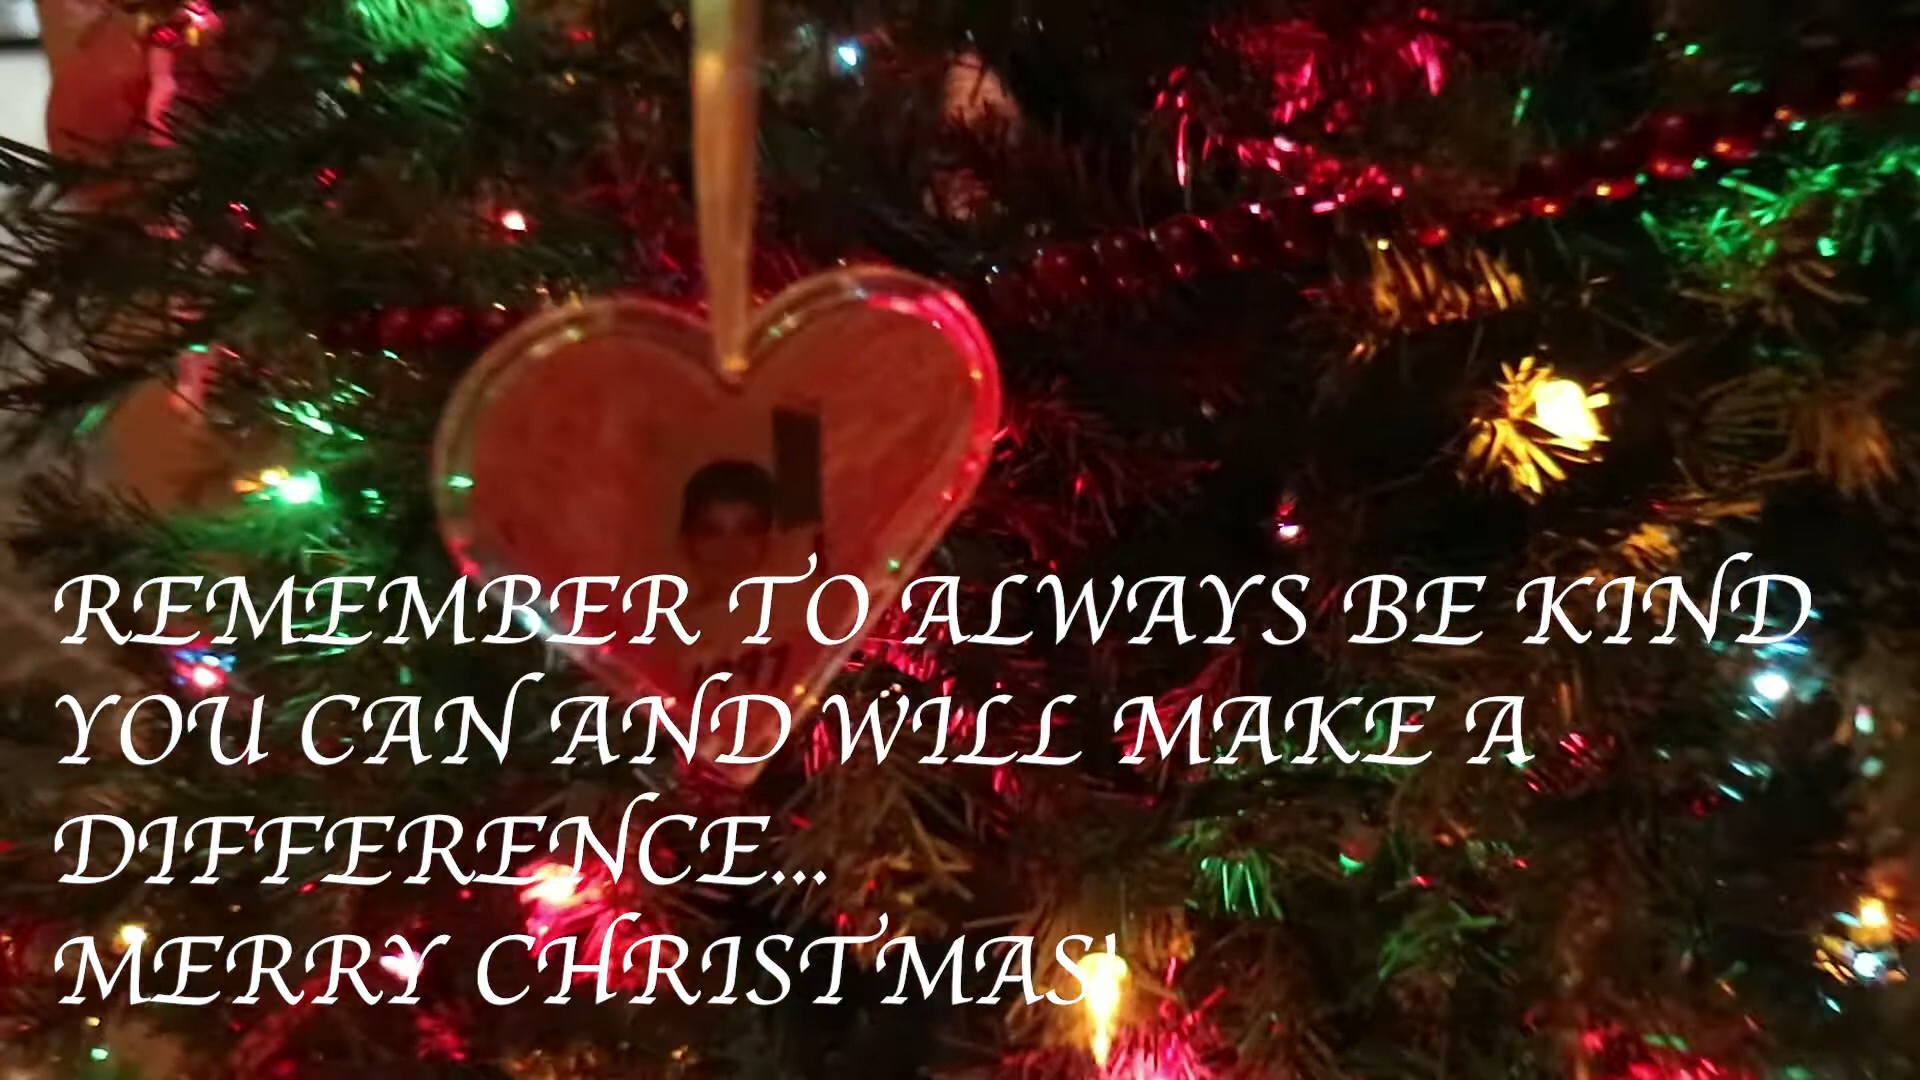 REMEMBER TO ALWAYS BE KIND
YOU CAN AND WILL MAKE A
DIFFERENCE...
MERRY CHRISTMAS!